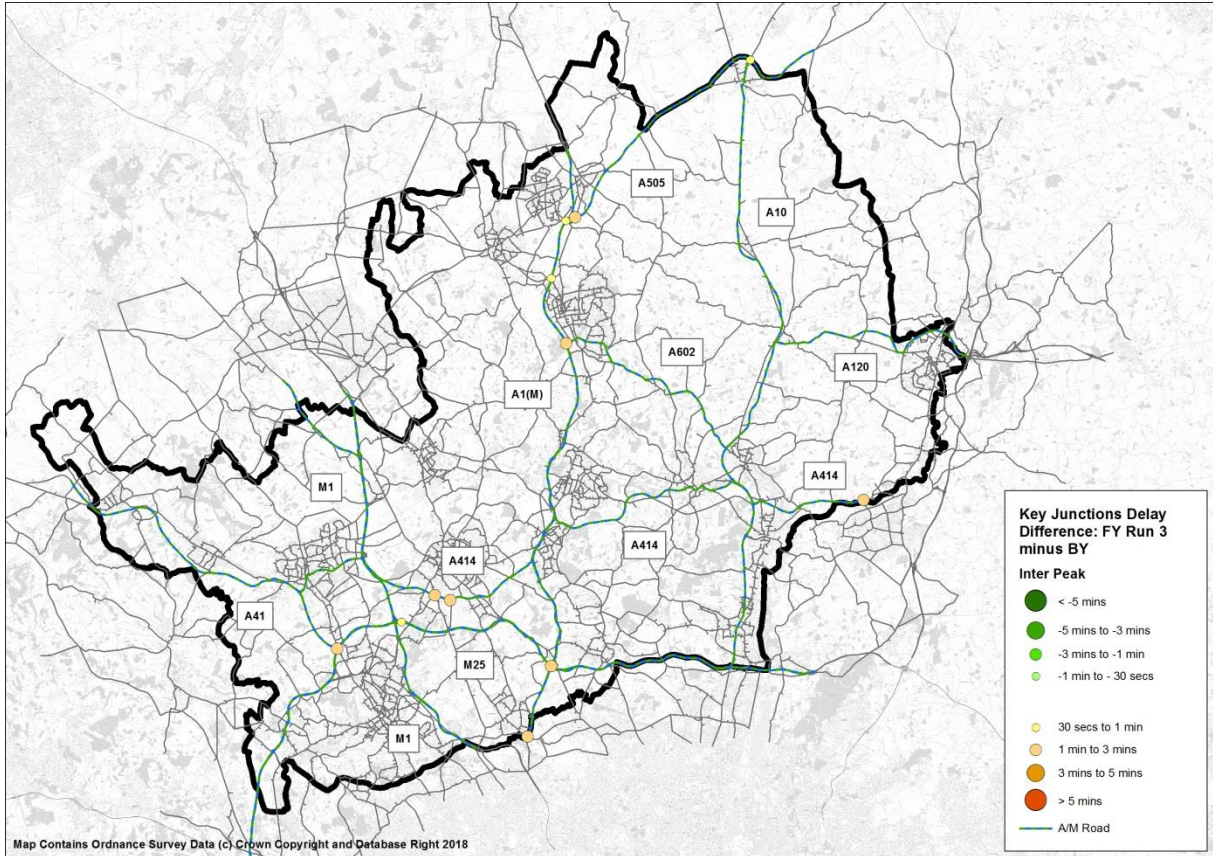 A505
A10
A602
A120
A1(M)
M1
A414
A414
A414
A41
M25
M1
Key Junctions Delay
Difference: FY Run 3
minus BY
Inter Peak
< -5 mins
-5 mins to -3 mins
-3 mins to -1 min
-1 min to - 30 secs
30 secs to 1 min
1 min to 3 mins
3 mins to 5 mins
> 5 mins
A/M Road
Map Contains Ordnance Survey Data (c) Crown Copyright and Database Right 2018